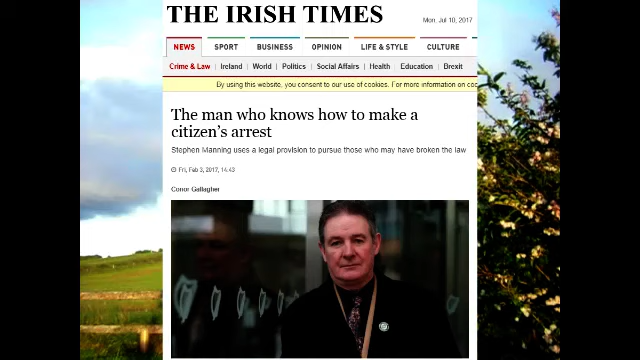 THE IRISH TIMES
Mon, Jul 10, 2017
NEWS SPORT BUSINESS OPINION LIFE & STYLE CULTURE
Crime & Law Ireland World Politics Social Affairs Health Education Brexit
By using this website, you consent to our use of cookies. For more information on coo
The man who knows how to make a
citizen's arrest
Stephen Manning uses a legal provision to pursue those who may have broken the law
Fri, Feb 3, 2017, 14:43
Conor Gallagher